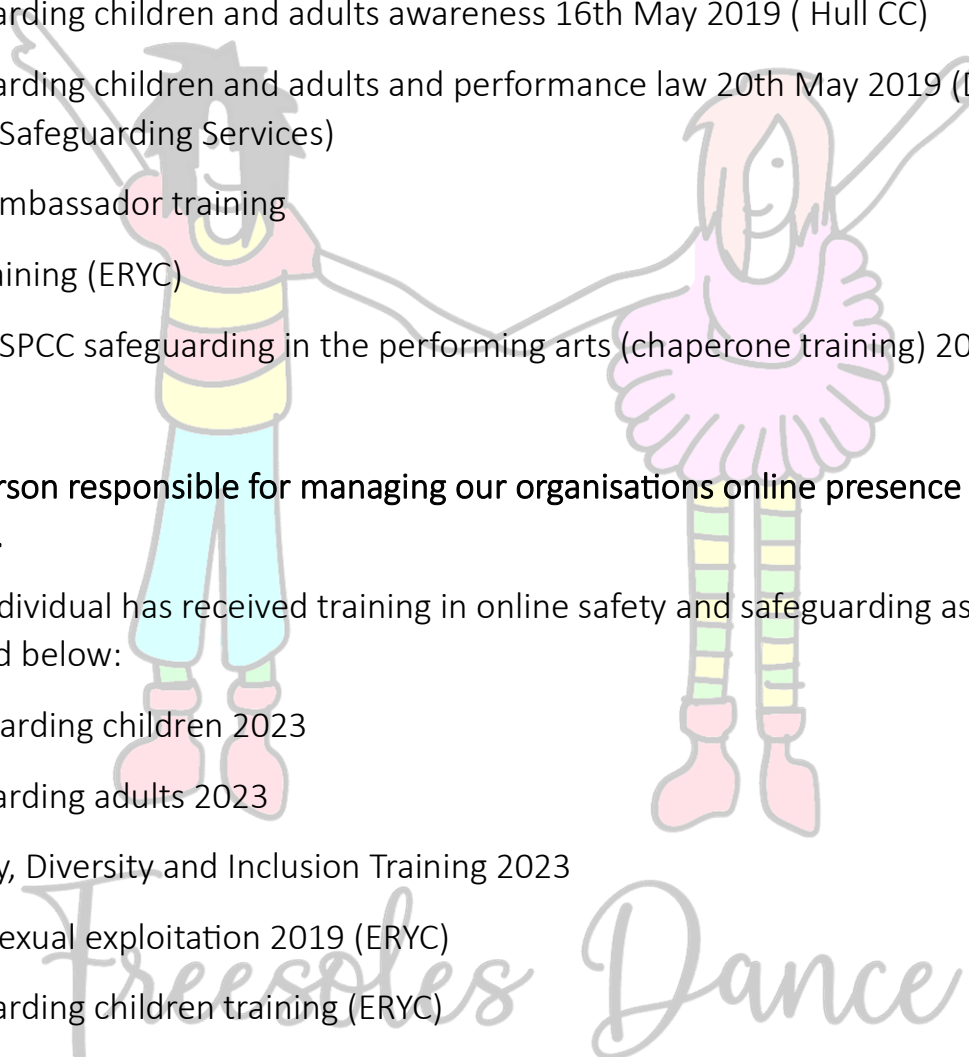 arding children and adults awareness 16th May 2019 ( Hull CC)
arding children and adults and performance law 20th May 2019 (D
Safeguarding Services)
mbassador training
ining (ERYC)
SPCC safeguarding in the performing arts (chaperone training) 20
rson responsible for managing our organisations online presence
.
dividual has received training in online safety and safeguarding as
d below:
arding children 2023
arding adults 2023
y, Diversity and Inclusion Training 2023
exual exploitation 2019 (ERYC)
arding children training (ERYC)
Freesoles Dance